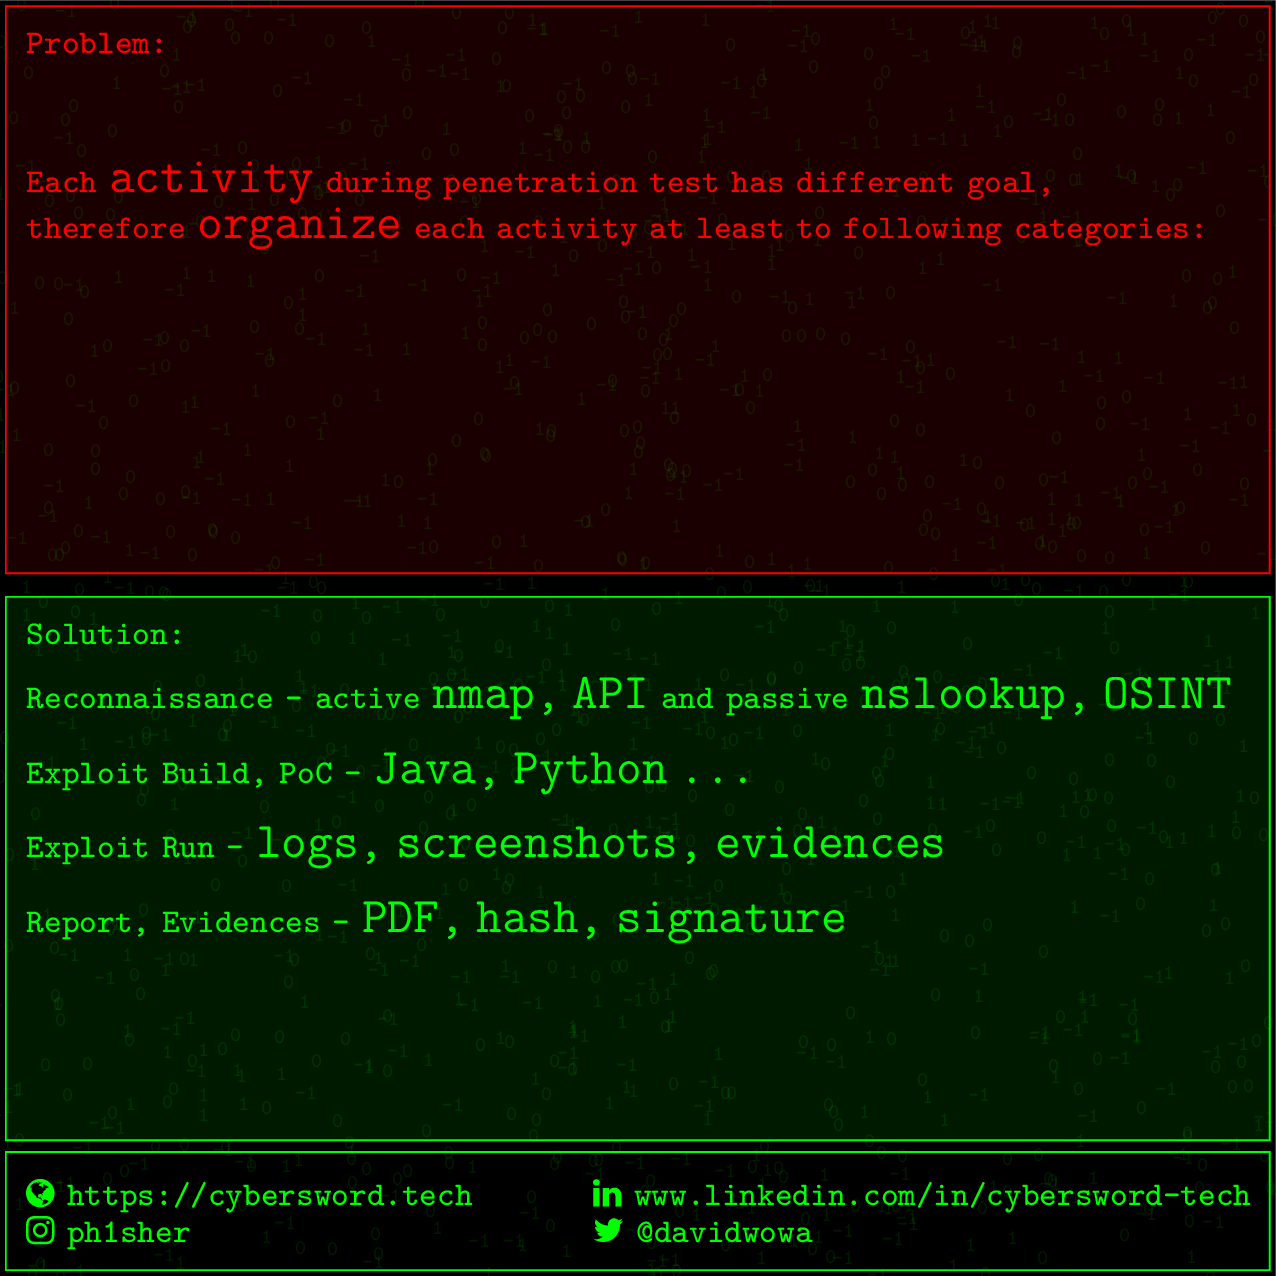 Problem:
Each activity during penetration test has different goal,
therefore organize each activity at least to following categories:
Solution:
Reconnaissance - active nmap, API and passive nslookup, OSINT
Exploit Build, PoC - Java, Python ...
Exploit Run - logs, screenshots, evidences
Report, Evidences - PDF, hash, signature
https://cybersword.tech
www.linkedin.com/in/cybersword-tech
ph1sher
@davidwowa